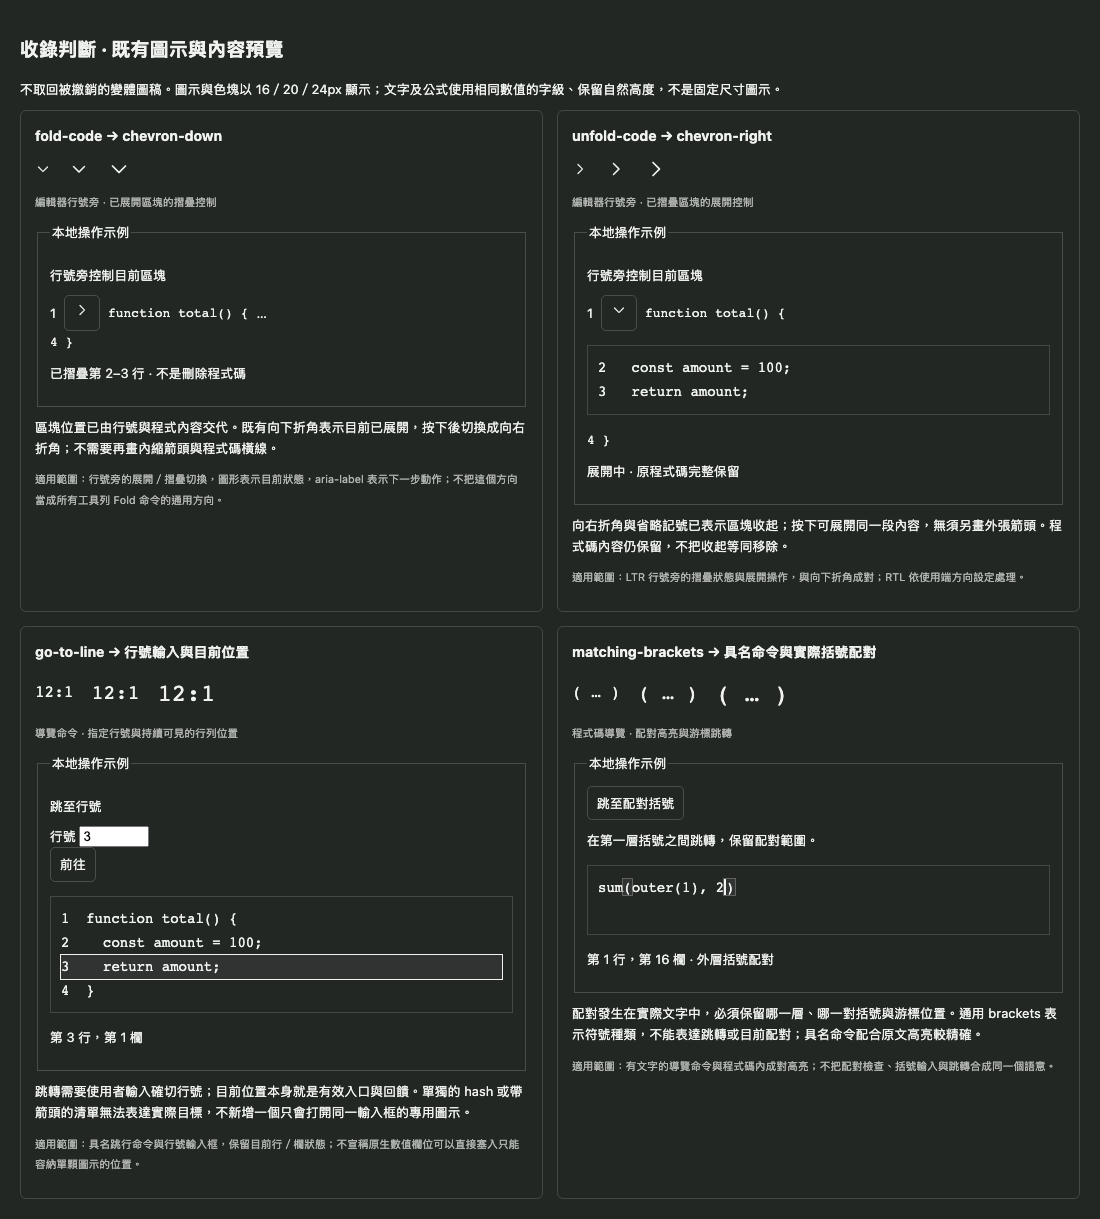 收錄判斷 · 既有圖示與內容預覽
不取回被撤銷的變體圖稿。圖示與色塊以 16 / 20 / 24px 顯示；文字及公式使用相同數值的字級、保留自然高度，不是固定尺寸圖示。
fold-code → chevron-down
編輯器行號旁 · 已展開區塊的摺疊控制
本地操作示例
行號旁控制目前區塊
1 function total() { …
4 }
已摺疊第 2–3 行 · 不是刪除程式碼
區塊位置已由行號與程式內容交代。既有向下折角表示目前已展開，按下後切換成向右
折角；不需要再畫內縮箭頭與程式碼橫線。
適用範圍：行號旁的展開 / 摺疊切換，圖形表示目前狀態，aria-label 表示下一步動作；不把這個方向
當成所有工具列 Fold 命令的通用方向。
unfold-code → chevron-right
編輯器行號旁 · 已摺疊區塊的展開控制
本地操作示例
行號旁控制目前區塊
1 function total() {
2 const amount = 100;
3 return amount;
4 }
展開中 · 原程式碼完整保留
向右折角與省略記號已表示區塊收起；按下可展開同一段內容，無須另畫外張箭頭。程
式碼內容仍保留，不把收起等同移除。
適用範圍：LTR 行號旁的摺疊狀態與展開操作，與向下折角成對；RTL 依使用端方向設定處理。
go-to-line → 行號輸入與目前位置
12:1 12:1 12:1
導覽命令 · 指定行號與持續可見的行列位置
本地操作示例
跳至行號
行號 3
前往
1 function total() {
2 const amount = 100;
3 return amount;
4 }
第 3 行，第 1 欄
跳轉需要使用者輸入確切行號；目前位置本身就是有效入口與回饋。單獨的 hash 或帶
箭頭的清單無法表達實際目標，不新增一個只會打開同一輸入框的專用圖示。
適用範圍：具名跳行命令與行號輸入框，保留目前行 / 欄狀態；不宣稱原生數值欄位可以直接塞入只能
容納單顆圖示的位置。
matching-brackets → 具名命令與實際括號配對
( … ) ( … ) ( … )
程式碼導覽 · 配對高亮與游標跳轉
本地操作示例
跳至配對括號
在第一層括號之間跳轉，保留配對範圍。
sum(outer(1), 2)
第 1 行，第 16 欄 · 外層括號配對
配對發生在實際文字中，必須保留哪一層、哪一對括號與游標位置。通用 brackets 表
示符號種類，不能表達跳轉或目前配對；具名命令配合原文高亮較精確。
適用範圍：有文字的導覽命令與程式碼內成對高亮；不把配對檢查、括號輸入與跳轉合成同一個語意。